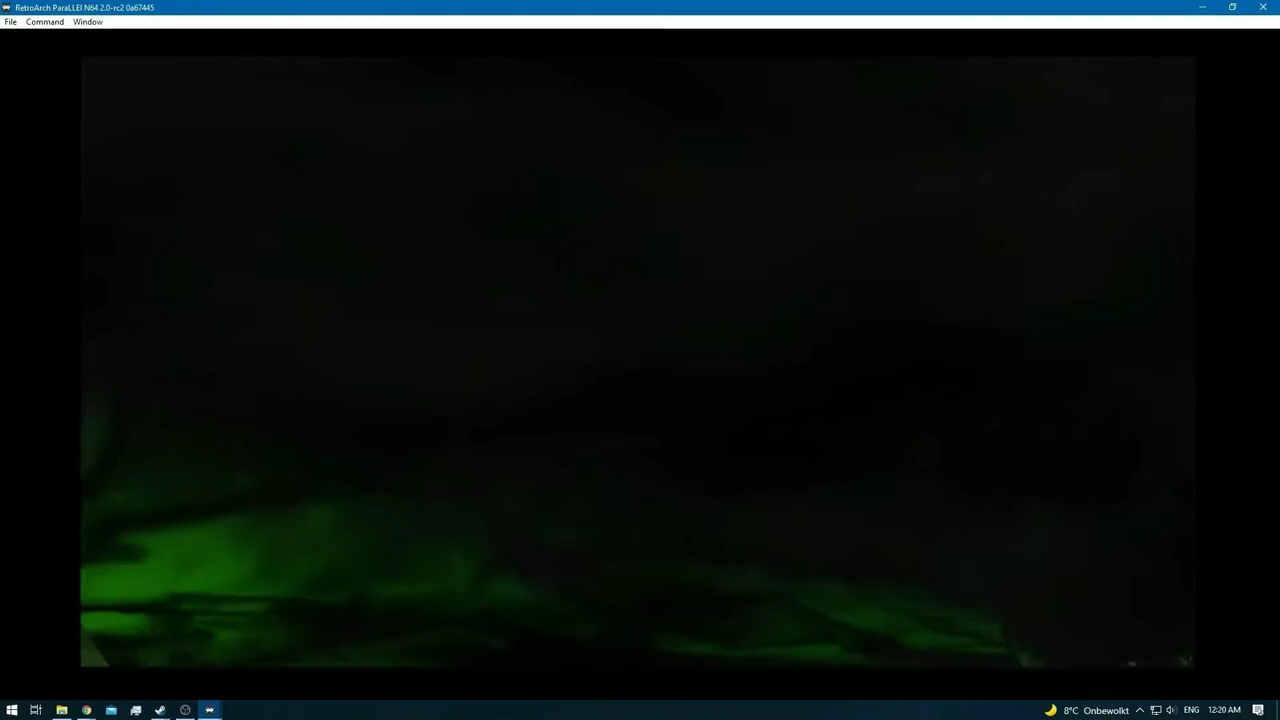 RetroArch ParaLLEl N64 2.0-rc2 0a67445
File Command Window
8°C Onbewolkt ENG 12:20 AM